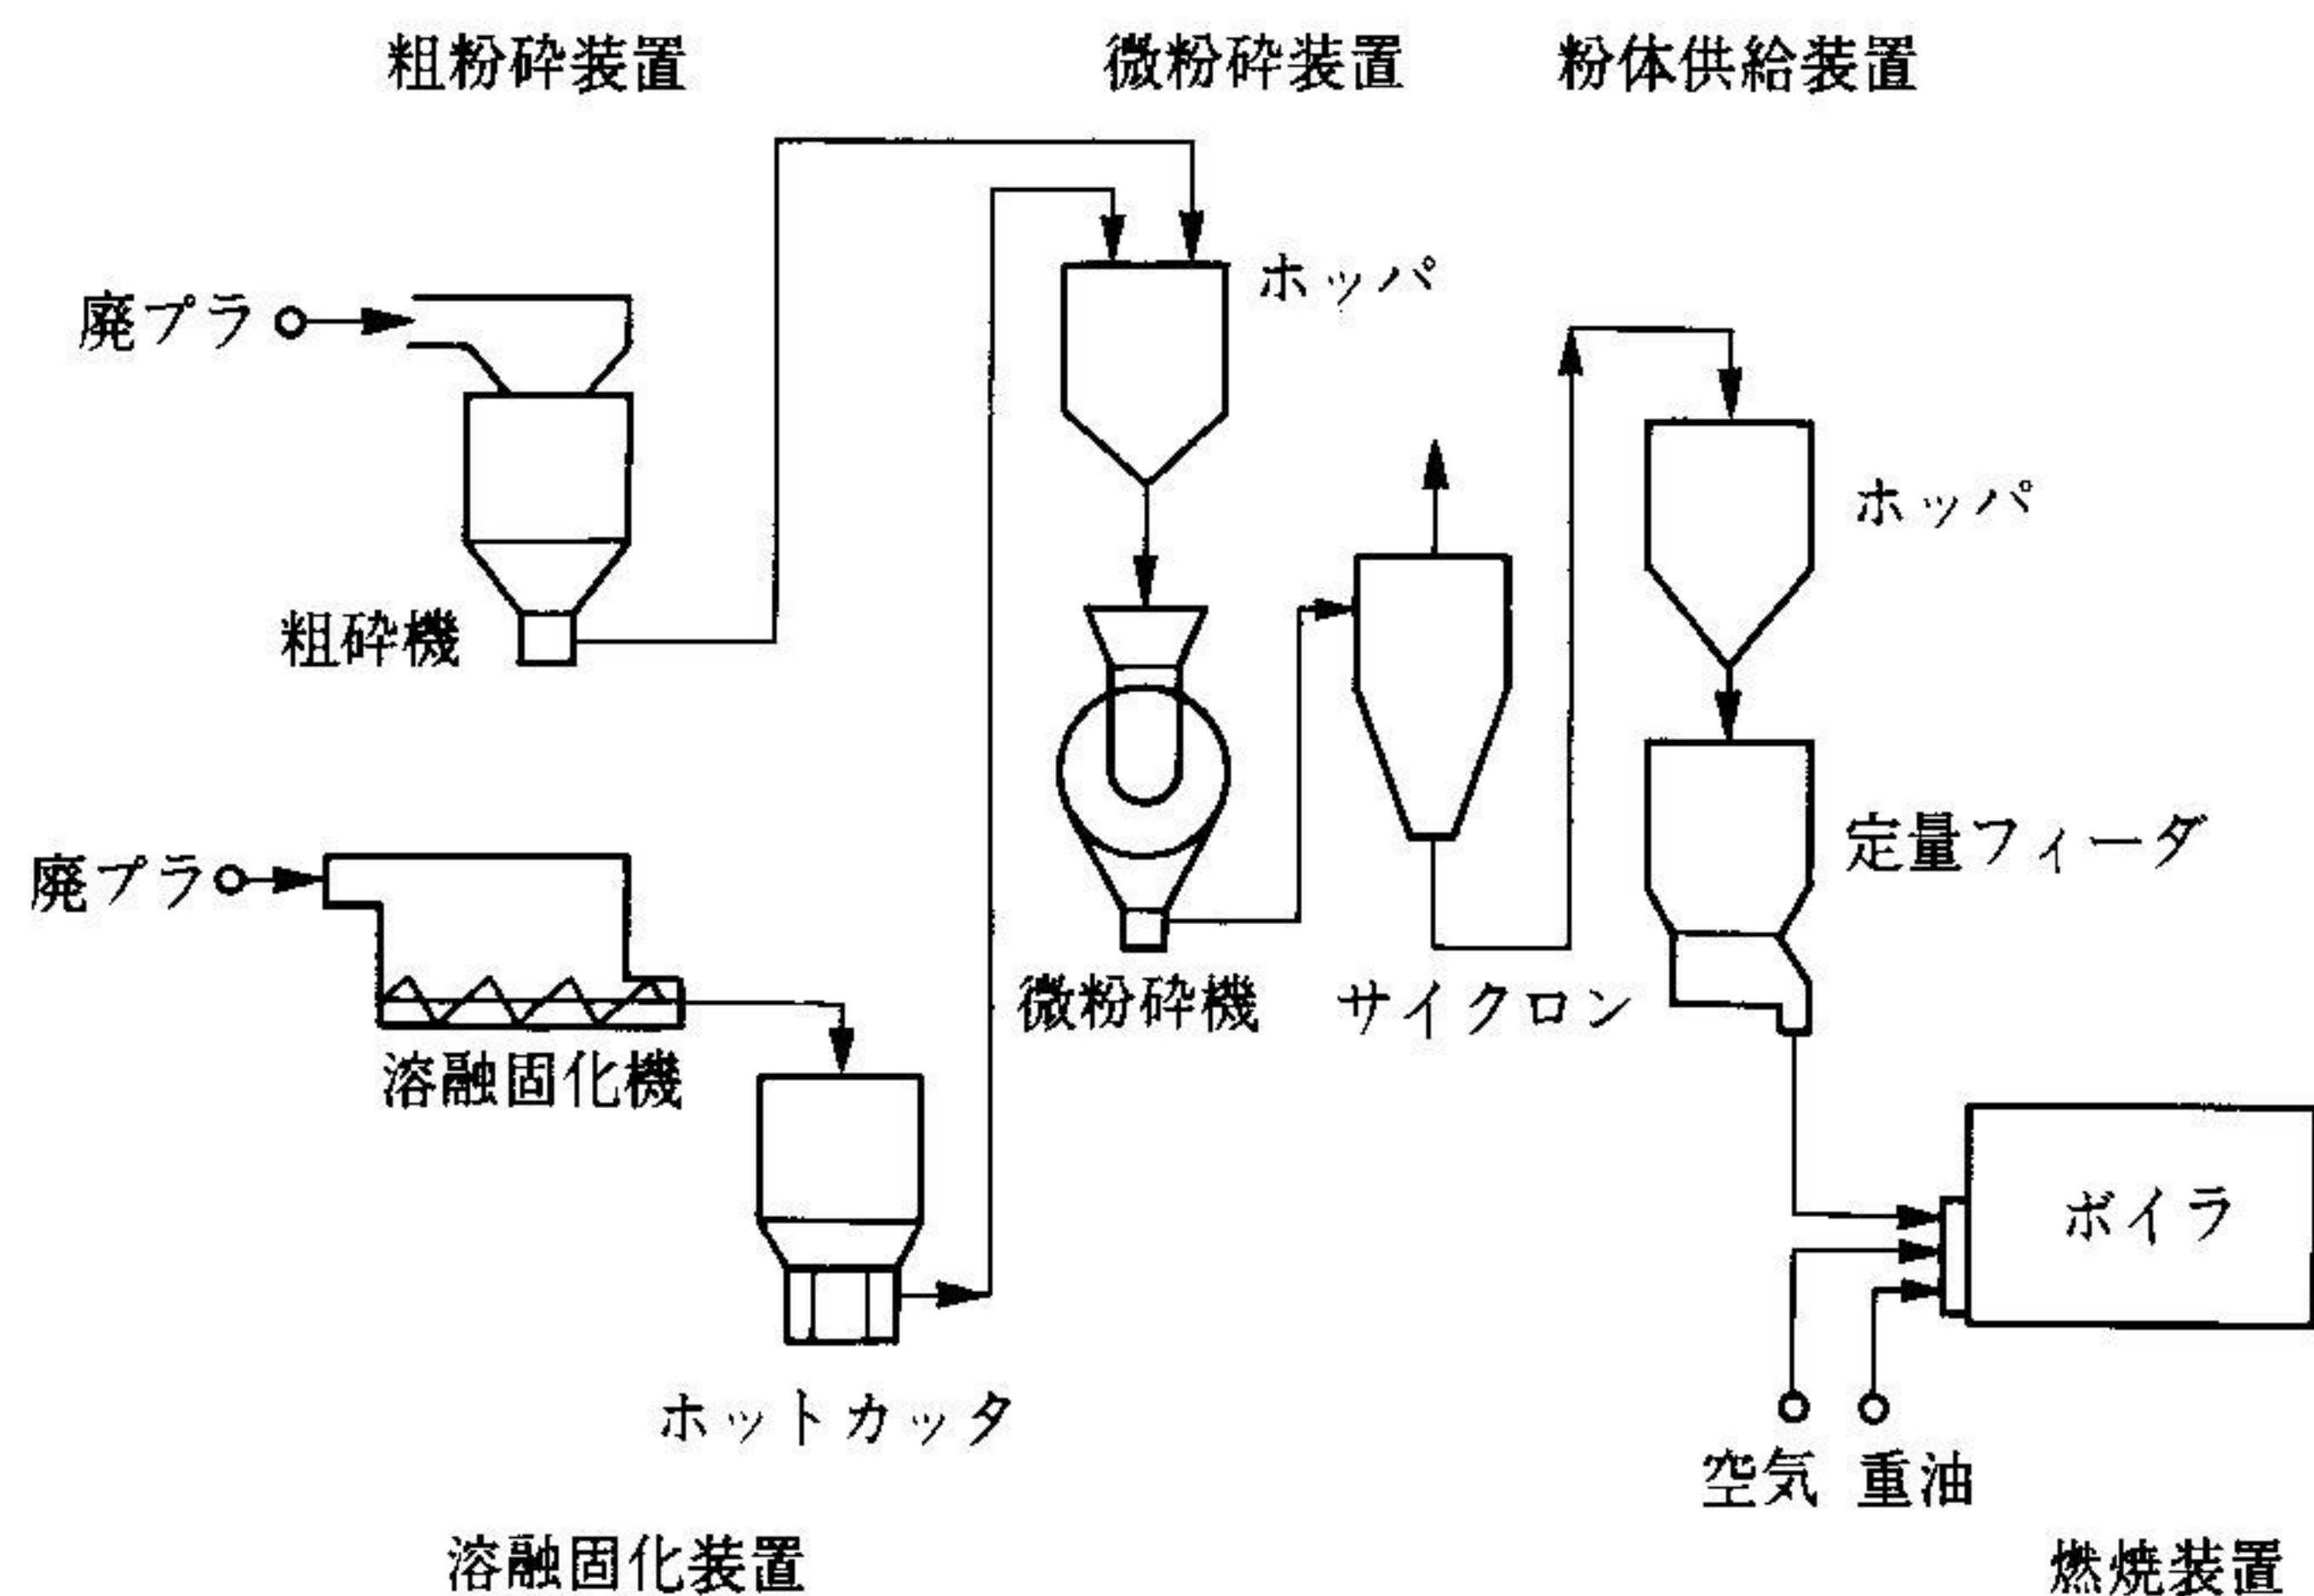 粗粉砕装置
微粉砕装置
粉体供給装置
ホッパ
廃プラ
ホッパ
粗砕機
定量フィーダ
廃プラ
微粉砕機
サイクロン
溶融固化機
ボイラ
ホットカッタ
空気
重油
溶融固化装置
燃焼装置